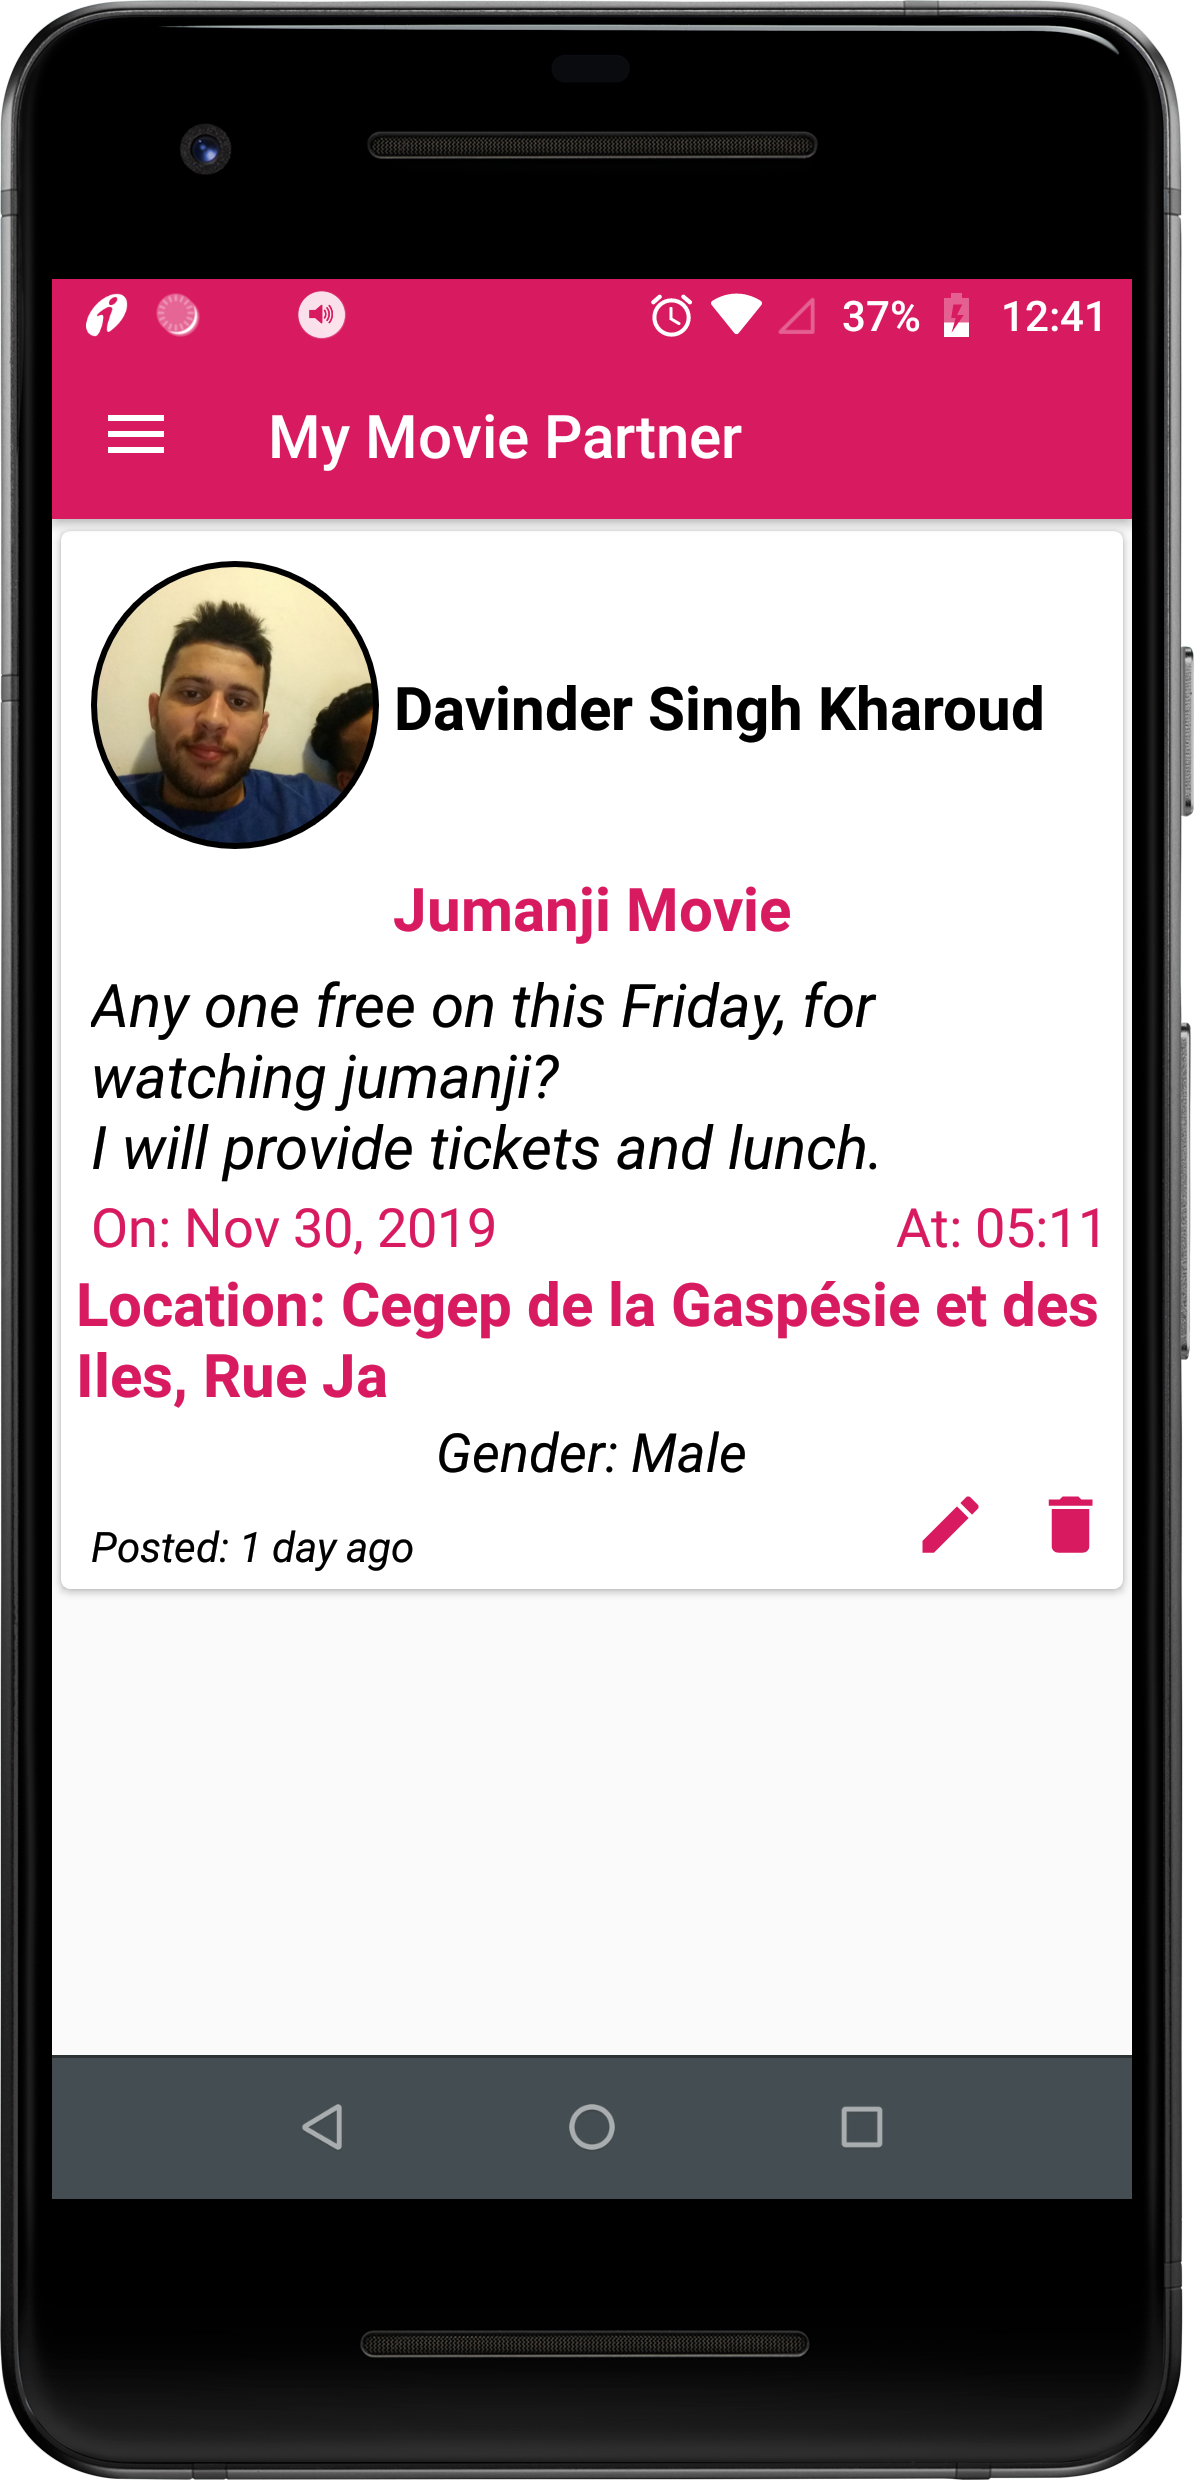 37% 12:41
My Movie Partner
Davinder Singh Kharoud
Jumanji Movie
Any one free on this Friday, for
watching jumanji?
I will provide tickets and lunch.
On: Nov 30, 2019 At: 05:11
Location: Cegep de la Gaspésie et des
Iles, Rue Ja
Gender: Male
Posted: 1 day ago